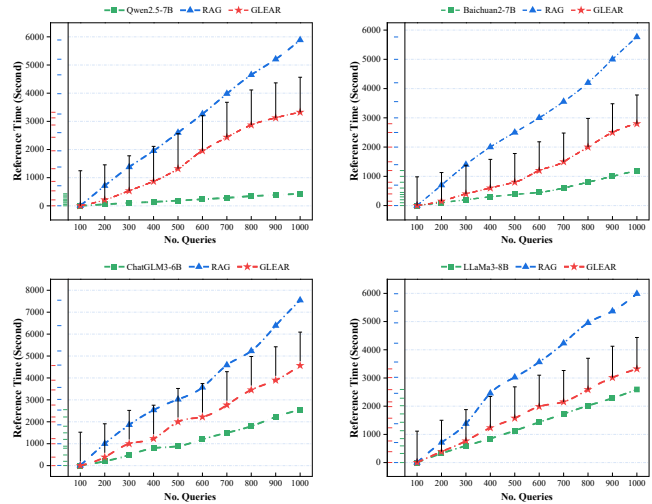 Qwen2.5-7B RAG GLEAR
Reference Time (Second)
6000
5000
4000
3000
2000
1000
0
100 200 300 400 500 600 700 800 900 1000
No. Queries
Baichuan2-7B RAG GLEAR
Reference Time (Second)
6000
5000
4000
3000
2000
1000
0
100 200 300 400 500 600 700 800 900 1000
No. Queries
ChatGLM3-6B RAG GLEAR
Reference Time (Second)
8000
7000
6000
5000
4000
3000
2000
1000
0
100 200 300 400 500 600 700 800 900 1000
No. Queries
LLaMa3-8B RAG GLEAR
Reference Time (Second)
6000
5000
4000
3000
2000
1000
0
100 200 300 400 500 600 700 800 900 1000
No. Queries